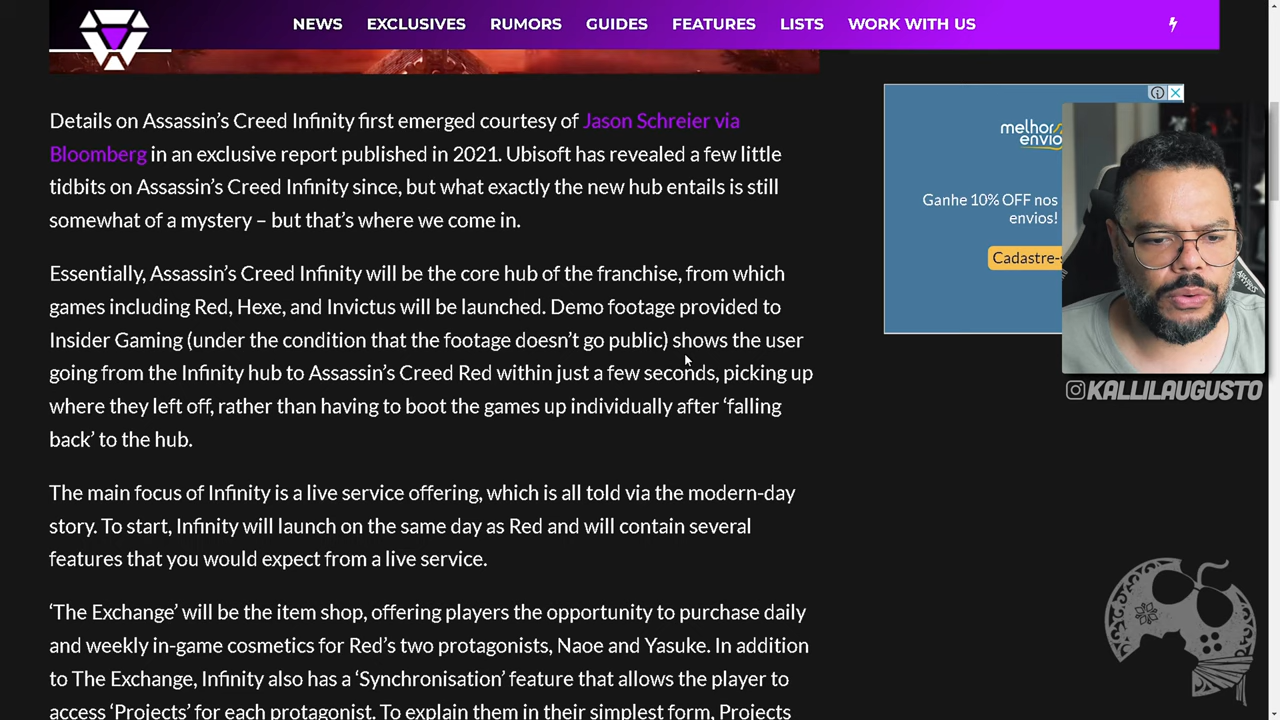 NEWS EXCLUSIVES RUMORS GUIDES FEATURES LISTS WORK WITH US
Details on Assassin’s Creed Infinity first emerged courtesy of Jason Schreier via
Bloomberg in an exclusive report published in 2021. Ubisoft has revealed a few little
tidbits on Assassin’s Creed Infinity since, but what exactly the new hub entails is still
somewhat of a mystery – but that’s where we come in.
Essentially, Assassin’s Creed Infinity will be the core hub of the franchise, from which
games including Red, Hexe, and Invictus will be launched. Demo footage provided to
Insider Gaming (under the condition that the footage doesn’t go public) shows the user
going from the Infinity hub to Assassin’s Creed Red within just a few seconds, picking up
where they left off, rather than having to boot the games up individually after ‘falling
back’ to the hub.
The main focus of Infinity is a live service offering, which is all told via the modern-day
story. To start, Infinity will launch on the same day as Red and will contain several
features that you would expect from a live service.
‘The Exchange’ will be the item shop, offering players the opportunity to purchase daily
and weekly in-game cosmetics for Red’s two protagonists, Naoe and Yasuke. In addition
to The Exchange, Infinity also has a ‘Synchronisation’ feature that allows the player to
access ‘Projects’ for each protagonist. To explain them in their simplest form, Projects
melhor
envio
Ganhe 10% OFF nos
envios!
Cadastre-
KALLILAUGUSTO